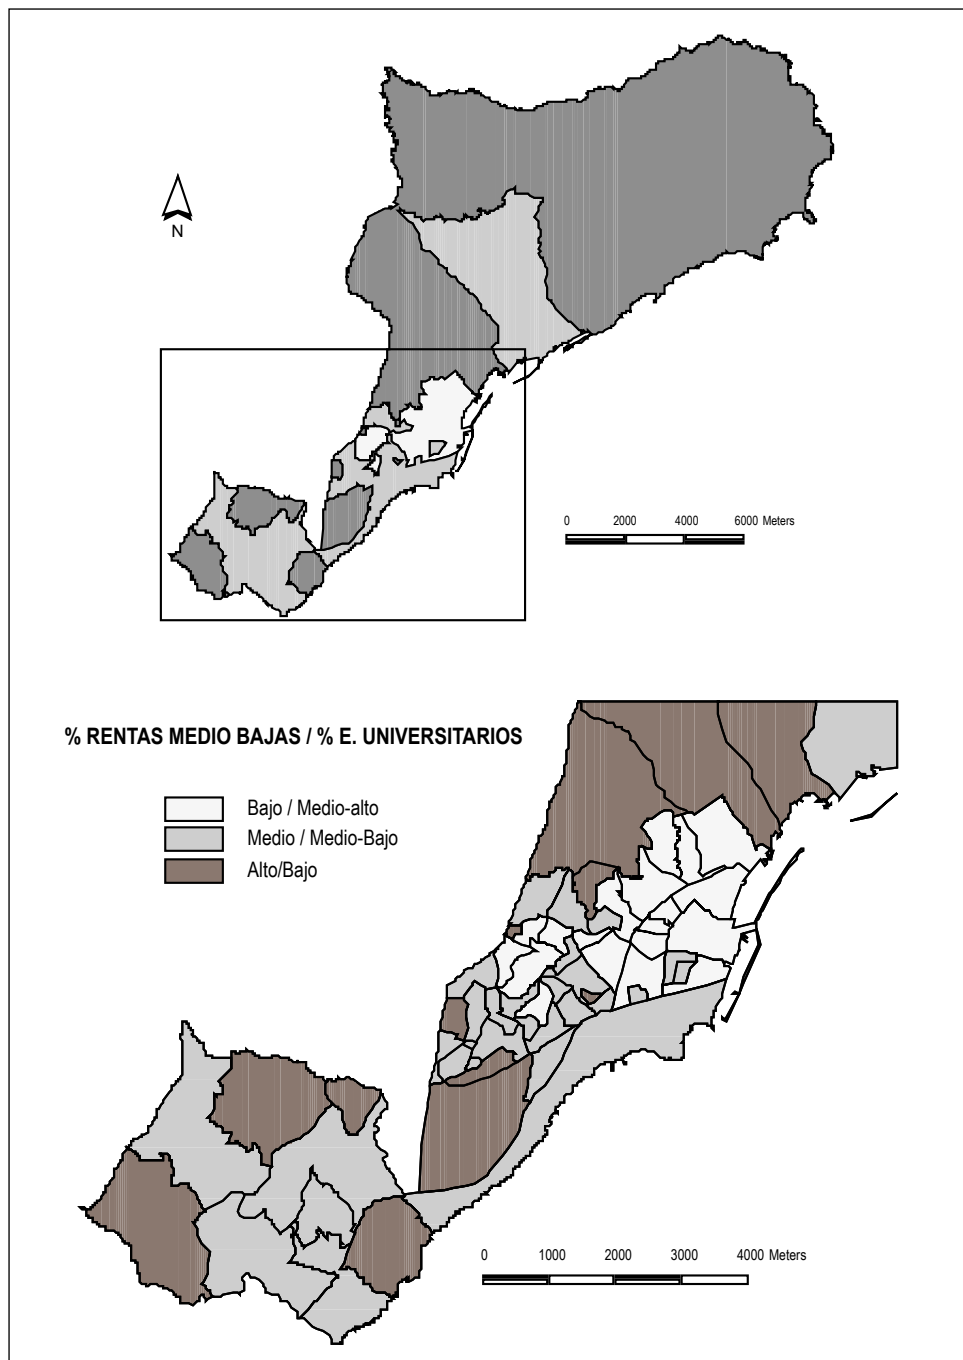 N
0 2000 4000 6000 Meters
% RENTAS MEDIO BAJAS / % E. UNIVERSITARIOS
Bajo / Medio-alto
Medio / Medio-Bajo
Alto/Bajo
0 1000 2000 3000 4000 Meters